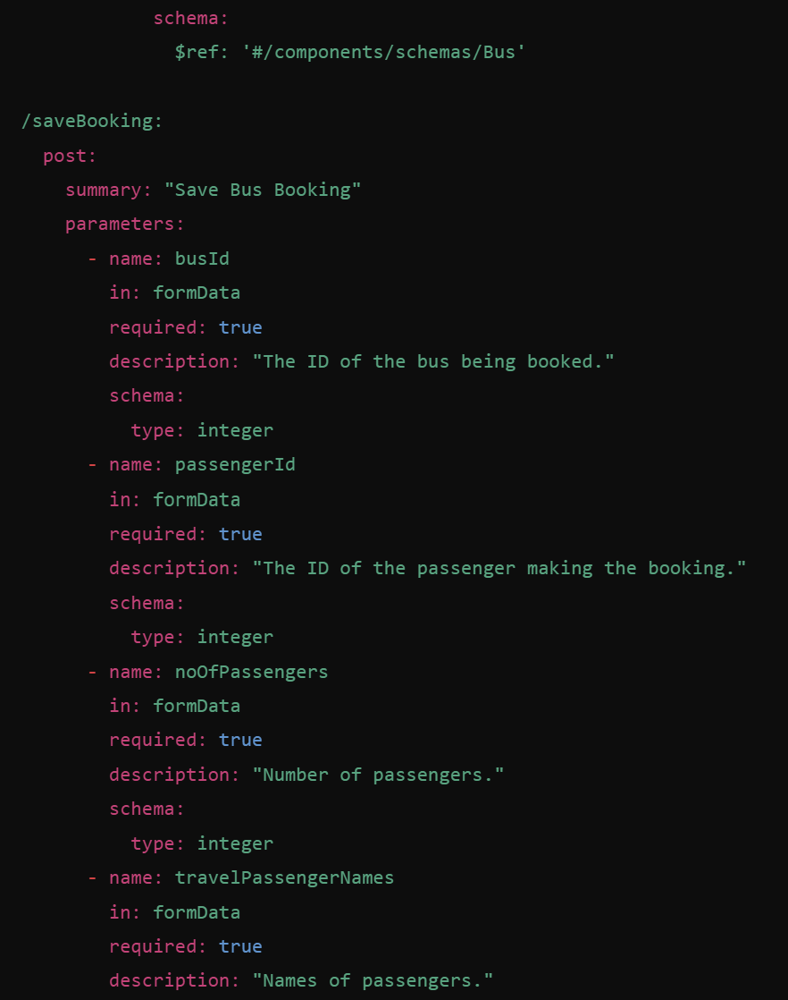 schema:
$ref: '#/components/schemas/Bus'
/saveBooking:
post:
summary: "Save Bus Booking"
parameters:
- name: busId
in: formData
required: true
description: "The ID of the bus being booked."
schema:
type: integer
- name: passengerId
in: formData
required: true
description: "The ID of the passenger making the booking."
schema:
type: integer
- name: noOfPassengers
in: formData
required: true
description: "Number of passengers."
schema:
type: integer
- name: travelPassengerNames
in: formData
required: true
description: "Names of passengers."